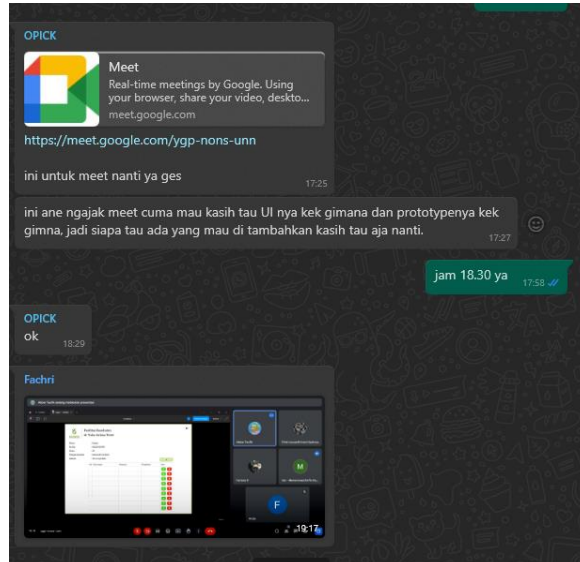 OPICK
Meet
Real-time meetings by Google. Using
your browser, share your video, deskto...
meet.google.com
https://meet.google.com/ygp-nons-unn
ini untuk meet nanti ya ges
17:25
ini ane ngajak meet cuma mau kasih tau UI nya kek gimana dan prototypenya kek
gimna, jadi siapa tau ada yang mau di tambahkan kasih tau aja nanti.
17:27
jam 18.30 ya
17:58
OPICK
ok
18:29
Fachri
M
F
19:17